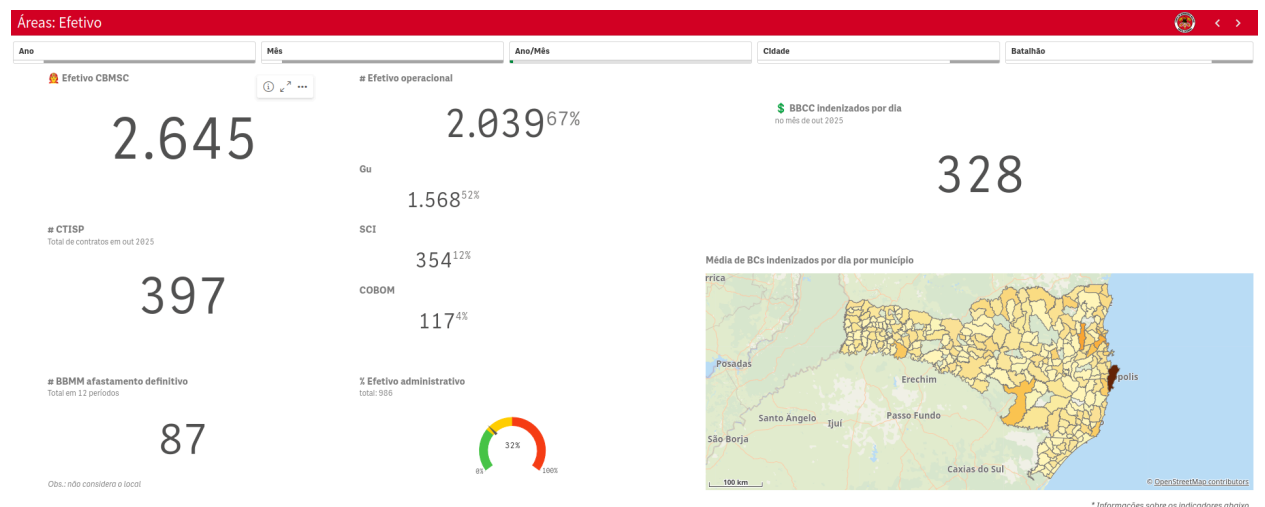 Áreas: Efetivo
Ano
Mês
Ano/Mês
Cidade
Batalhão
Efetivo CBMSC
2.645
# CTISP
Total de contratos em out 2025
397
# BBMM afastamento definitivo
Total em 12 períodos
87
Obs.: não considera o local
# Efetivo operacional
2.039 67%
Gu
1.568 52%
SCI
354 12%
COBOM
117 4%
% Efetivo administrativo
total: 986
32%
0%
100%
BBCC indenizados por dia
no mês de out 2025
328
Média de BCs indenizados por dia por município
rrica
Posadas
Erechim
polis
Santo Ângelo
Ijuí
Passo Fundo
São Borja
Caxias do Sul
100 km
© OpenStreetMap contributors
* Informações sobre os indicadores abaixo